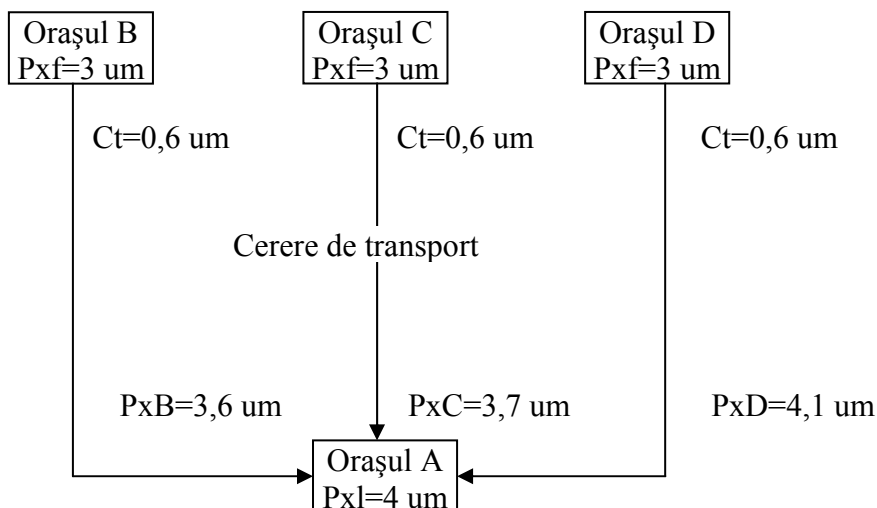 Oraşul B
Pxf=3 um
Oraşul C
Pxf=3 um
Oraşul D
Pxf=3 um
Ct=0,6 um
Ct=0,6 um
Ct=0,6 um
Cerere de transport
PxB=3,6 um
PxC=3,7 um
PxD=4,1 um
Oraşul A
Pxl=4 um